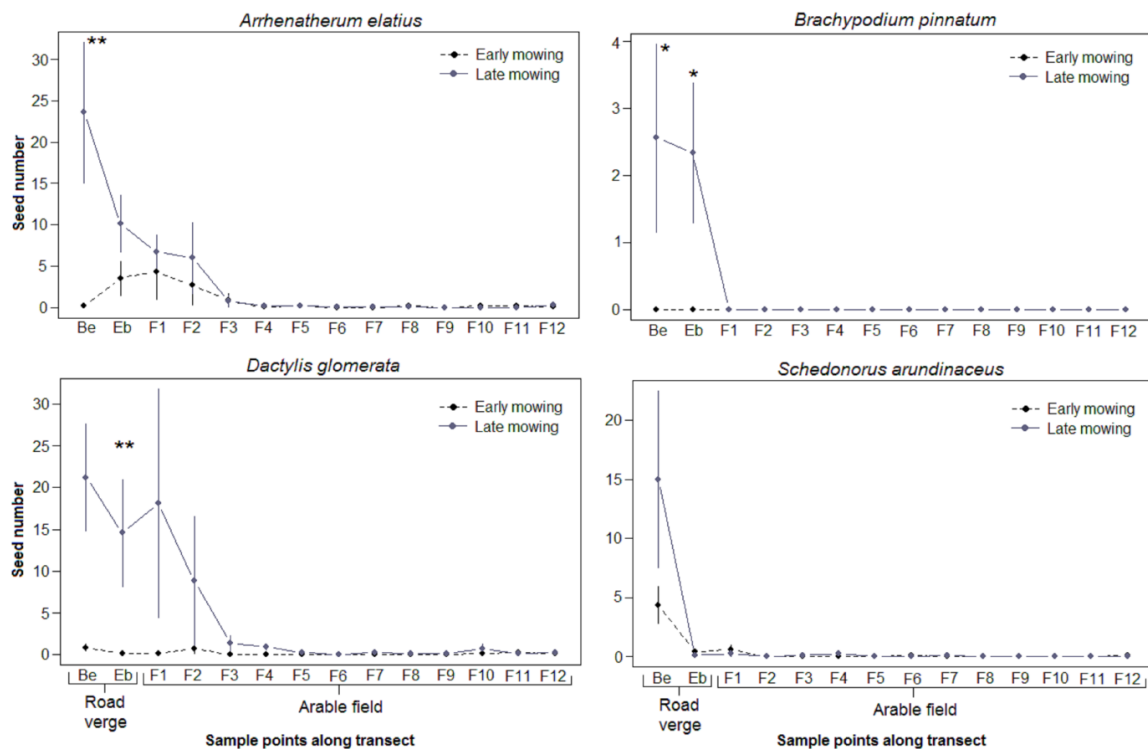 Arrhenatherum elatius
**
Early mowing
Late mowing
Seed number
30
25
20
15
10
5
0
Be Eb F1 F2 F3 F4 F5 F6 F7 F8 F9 F10 F11 F12
Brachypodium pinnatum
*
*
Early mowing
Late mowing
4
3
2
1
0
Be Eb F1 F2 F3 F4 F5 F6 F7 F8 F9 F10 F11 F12
Dactylis glomerata
**
Early mowing
Late mowing
Seed number
30
25
20
15
10
5
0
Be Eb F1 F2 F3 F4 F5 F6 F7 F8 F9 F10 F11 F12
Road
verge
Arable field
Sample points along transect
Schedonorus arundinaceus
Early mowing
Late mowing
20
15
10
5
0
Be Eb F1 F2 F3 F4 F5 F6 F7 F8 F9 F10 F11 F12
Road
verge
Arable field
Sample points along transect